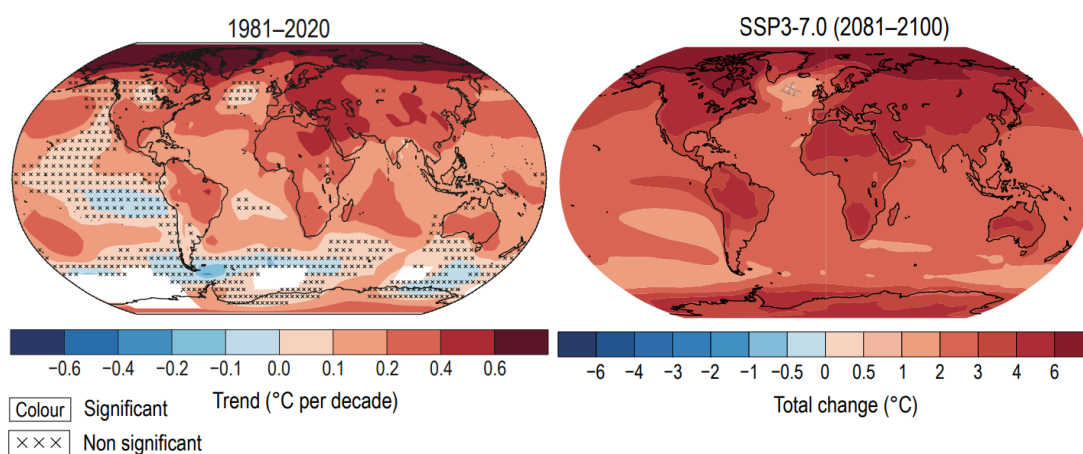 1981–2020
SSP3-7.0 (2081–2100)
−0.6 −0.4 −0.2 −0.1 0.0 0.1 0.2 0.4 0.6
Trend (°C per decade)
Colour Significant
××× Non significant
−6 −4 −3 −2 −1 −0.5 0 0.5 1 2 3 4 6
Total change (°C)